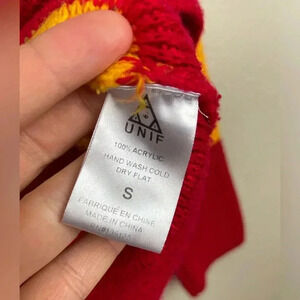 UNIF
100% ACRYLIC
HAND WASH COLD
DRY FLAT
S
FABRIQUÉ EN CHINE
MADE IN CHINA